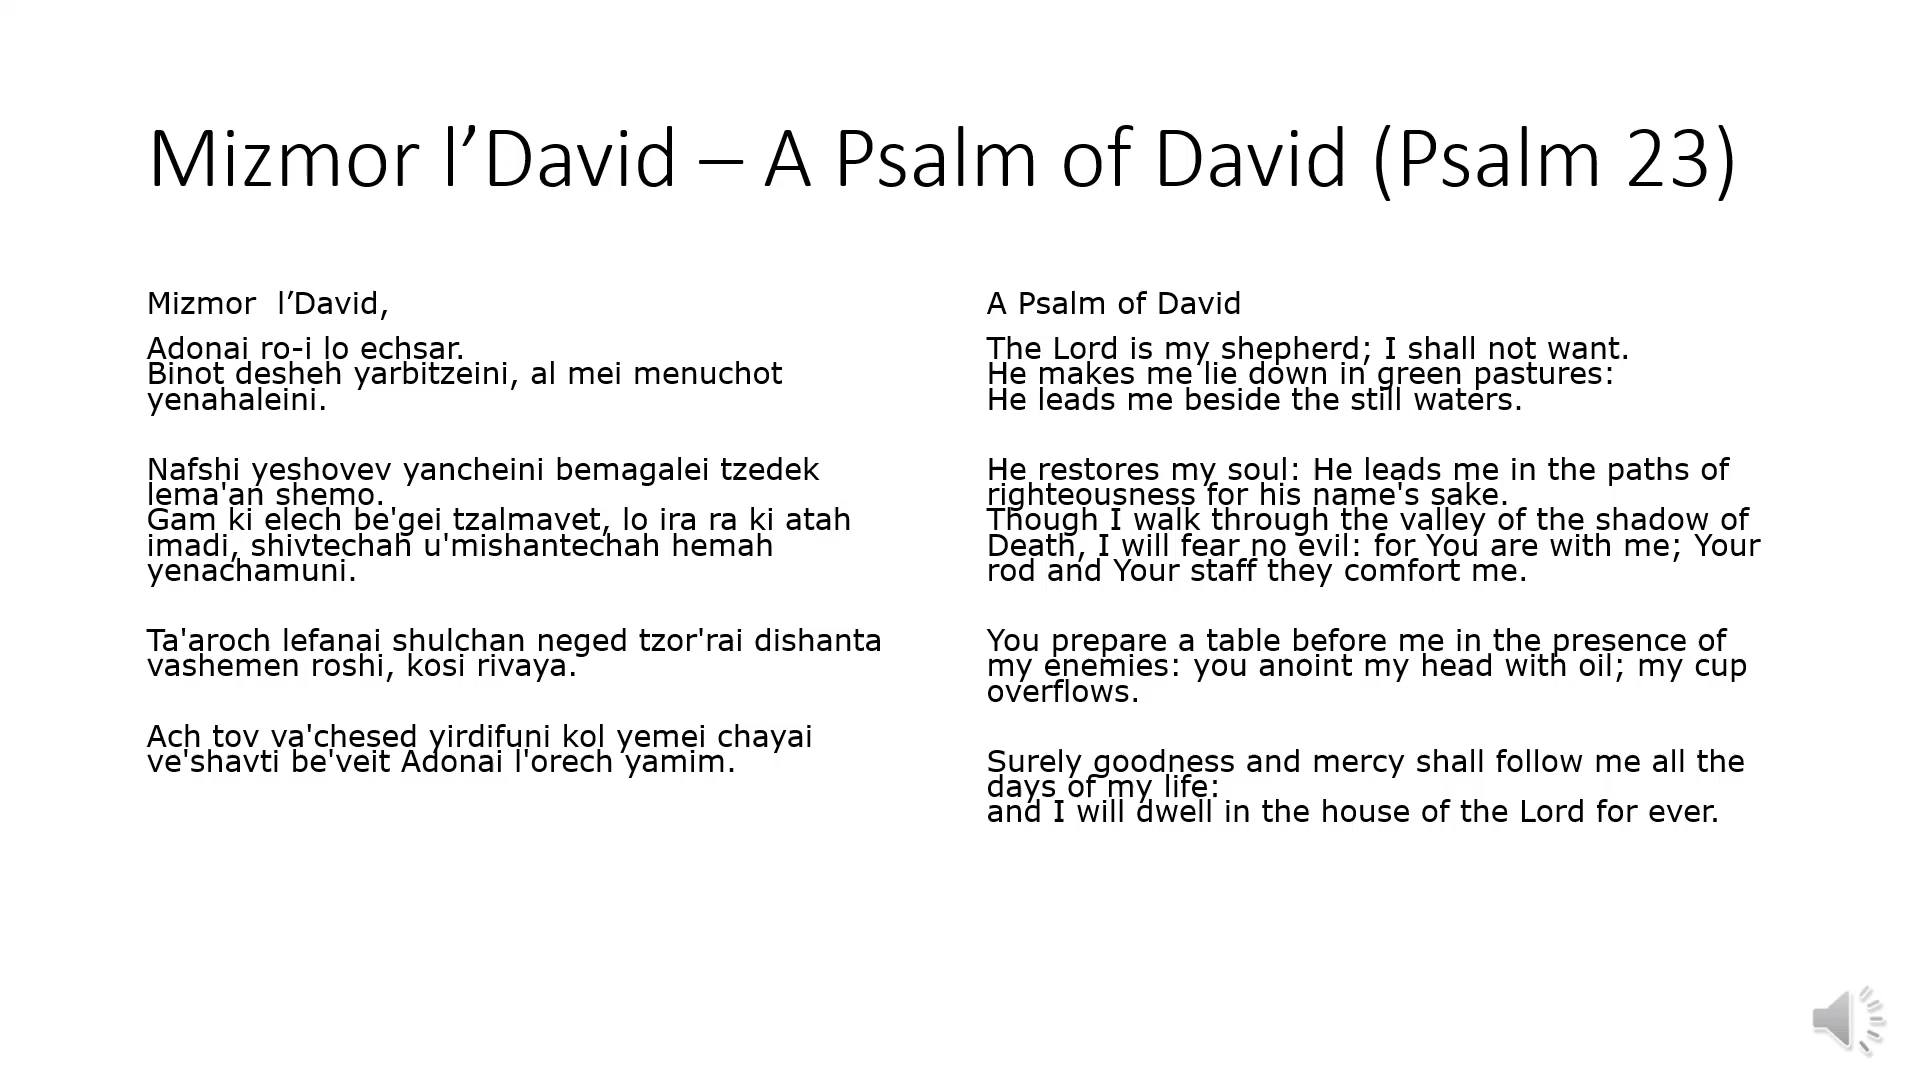 Mizmor l’David – A Psalm of David (Psalm 23)
Mizmor  l’David,
Adonai ro-i lo echsar.
Binot desheh yarbitzeini, al mei menuchot
yenahaleini.
Nafshi yeshovev yancheini bemagalei tzedek
lema'an shemo.
Gam ki elech be'gei tzalmavet, lo ira ra ki atah
imadi, shivtechah u'mishantechah hemah
yenachamuni.
Ta'aroch lefanai shulchan neged tzor'rai dishanta
vashemen roshi, kosi rivaya.
Ach tov va'chesed yirdifuni kol yemei chayai
ve'shavti be'veit Adonai l'orech yamim.
A Psalm of David
The Lord is my shepherd; I shall not want.
He makes me lie down in green pastures:
He leads me beside the still waters.
He restores my soul: He leads me in the paths of
righteousness for his name's sake.
Though I walk through the valley of the shadow of
Death, I will fear no evil: for You are with me; Your
rod and Your staff they comfort me.
You prepare a table before me in the presence of
my enemies: you anoint my head with oil; my cup
overflows.
Surely goodness and mercy shall follow me all the
days of my life:
and I will dwell in the house of the Lord for ever.